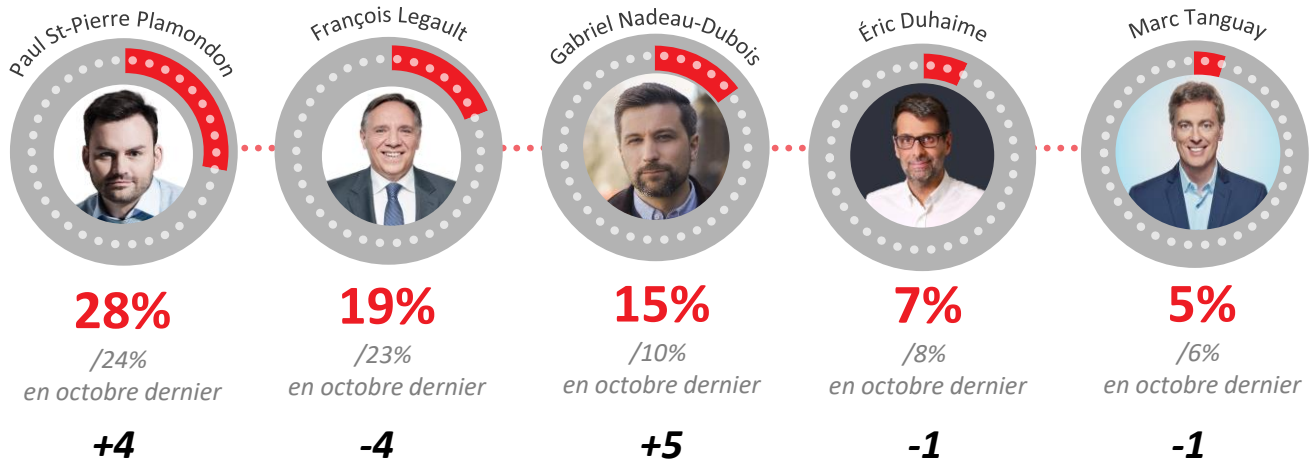 Paul St-Pierre Plamondon
François Legault
Gabriel Nadeau-Dubois
Éric Duhaime
Marc Tanguay
28%
19%
15%
7%
5%
/24%
/23%
/10%
/8%
/6%
en octobre dernier
en octobre dernier
en octobre dernier
en octobre dernier
en octobre dernier
+4
-4
+5
-1
-1